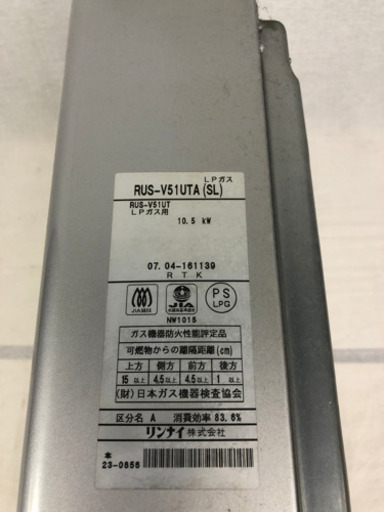 LPガス
RUS-V51UTA(SL)
RUS-V51UT
LPガス用
10.5 kW
07.04-161139
RTK
JIA
PS
LPG
NW1015
ガス機器防火性能評定品
可燃物からの離隔距離(cm)
上方 側方 前方 後方
15以上 4.5以上 4.5以上 1以上
(財)日本ガス機器検査協会
区分名 A 消費効率 83.6%
リンナイ株式会社
23-0856